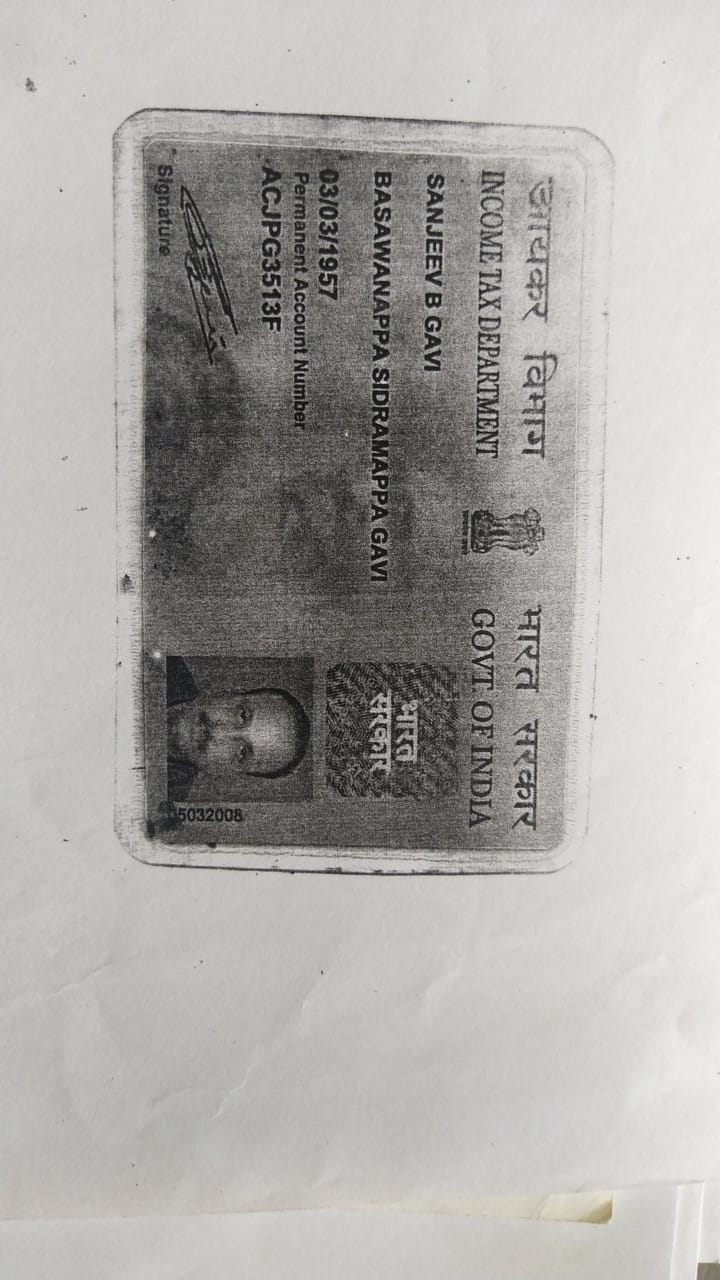 आयकर विभाग
INCOME TAX DEPARTMENT
भारत सरकार
GOVT. OF INDIA
SANJEEV B GAVI
BASAWANAPPA SIDRAMAPPA GAVI
03/03/1957
Permanent Account Number
ACJPG3513F
Signature
भारत सरकार
5032008